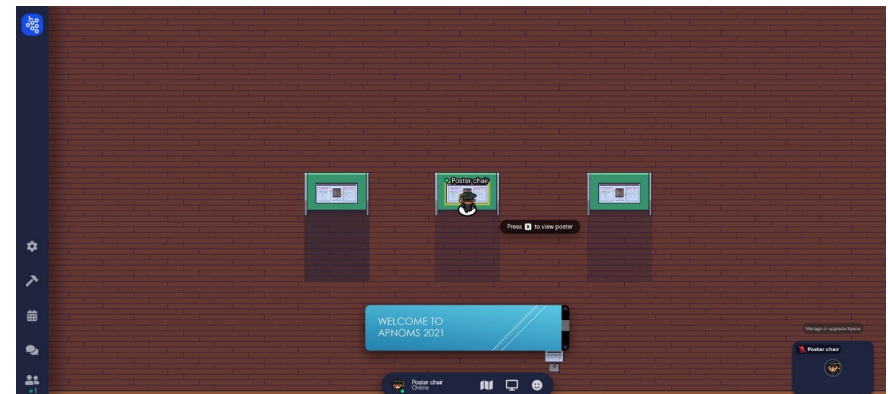 Poster chair
Press X to view poster
WELCOME TO
APNOMS 2021
Manage or upgrade Space
Poster chair
Poster chair
Online
1